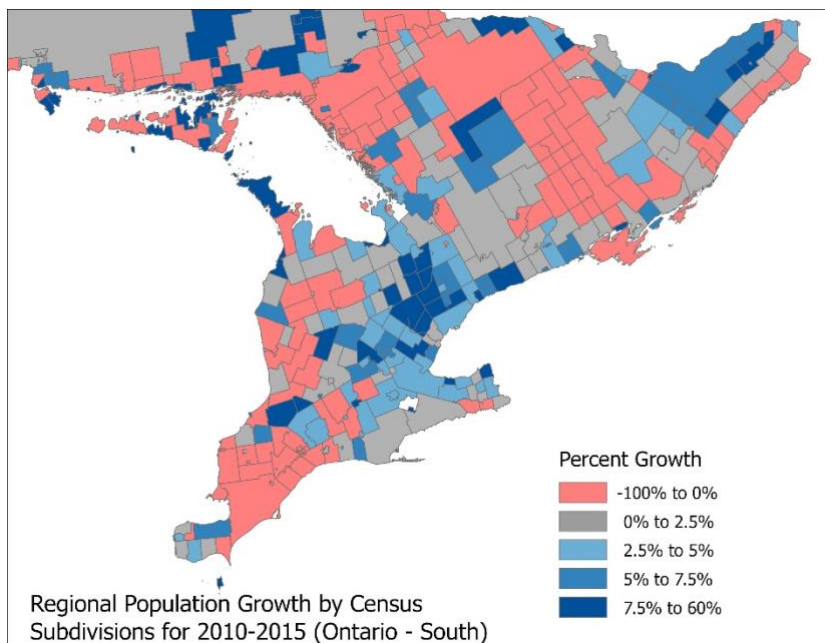 Percent Growth
-100% to 0%
0% to 2.5%
2.5% to 5%
5% to 7.5%
7.5% to 60%
Regional Population Growth by Census
Subdivisions for 2010-2015 (Ontario - South)